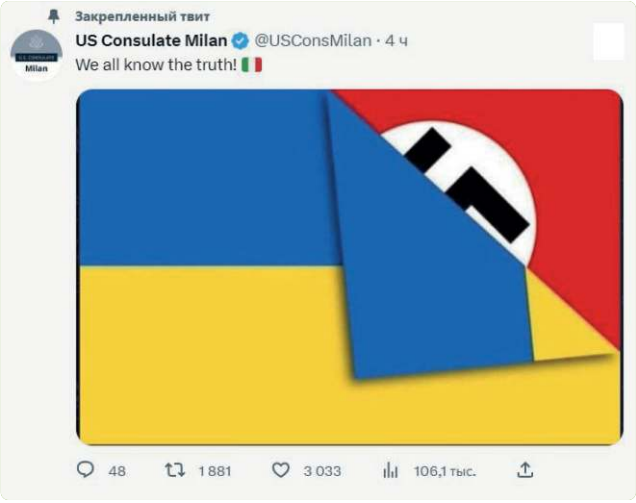 Закрепленный твит
US Consulate Milan @USConsMilan · 4 ч
We all know the truth! 🇮🇹
Milan
48 1 881 3 033 106,1 тыс.